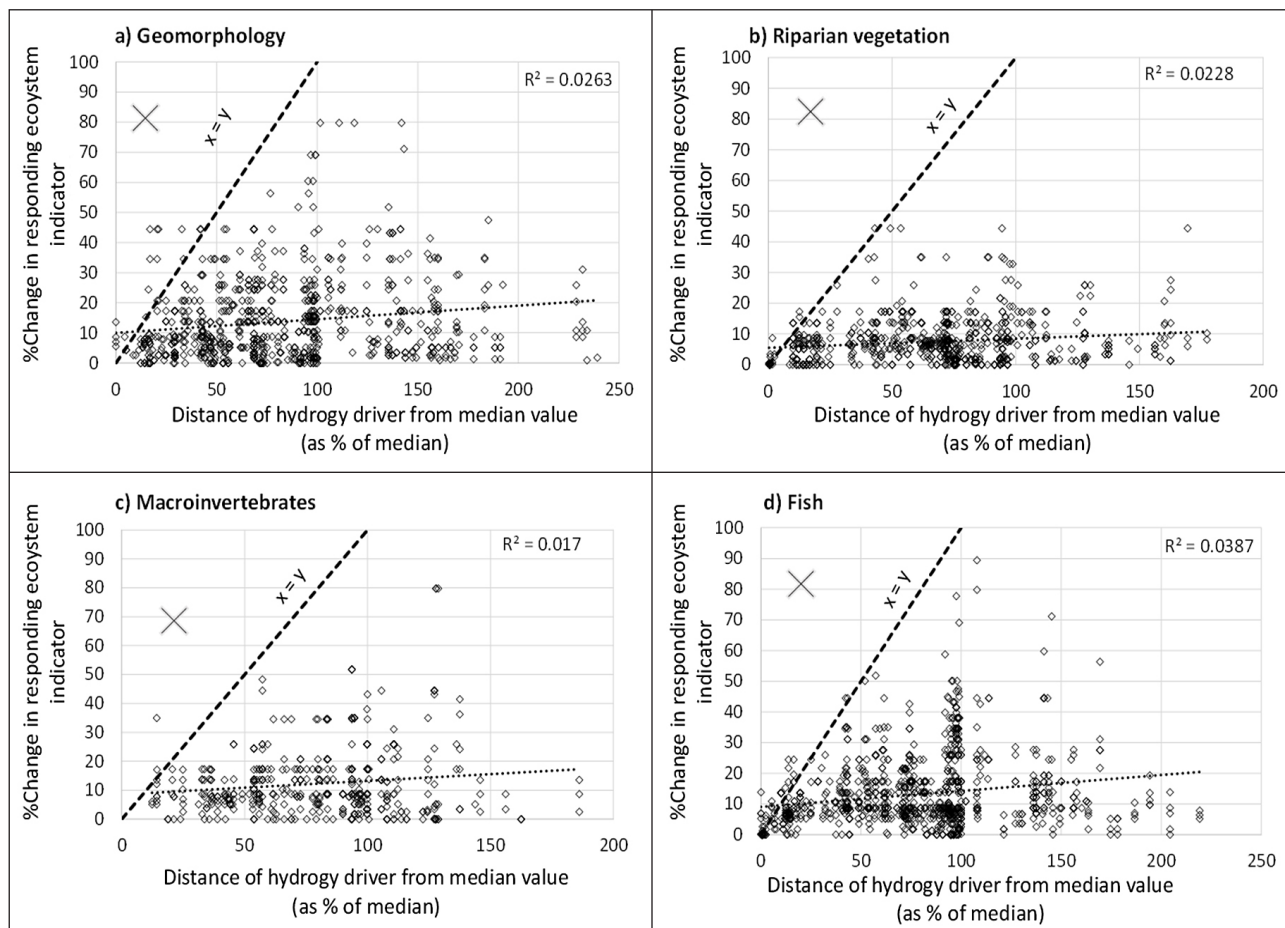 a) Geomorphology
R² = 0.0263
x = y
%Change in responding ecoystem
indicator
100
90
80
70
60
50
40
30
20
10
0
0 50 100 150 200 250
Distance of hydrogy driver from median value
(as % of median)
b) Riparian vegetation
R² = 0.0228
x = y
%Change in responding ecoystem
indicator
100
90
80
70
60
50
40
30
20
10
0
0 50 100 150 200
Distance of hydrogy driver from median value
(as % of median)
c) Macroinvertebrates
R² = 0.017
x = y
%Change in responding ecoystem
indicator
100
90
80
70
60
50
40
30
20
10
0
0 50 100 150 200
Distance of hydrogy driver from median value
(as % of median)
d) Fish
R² = 0.0387
x = y
%Change in responding ecoystem
indicator
100
90
80
70
60
50
40
30
20
10
0
0 50 100 150 200 250
Distance of hydrogy driver from median value
(as % of median)